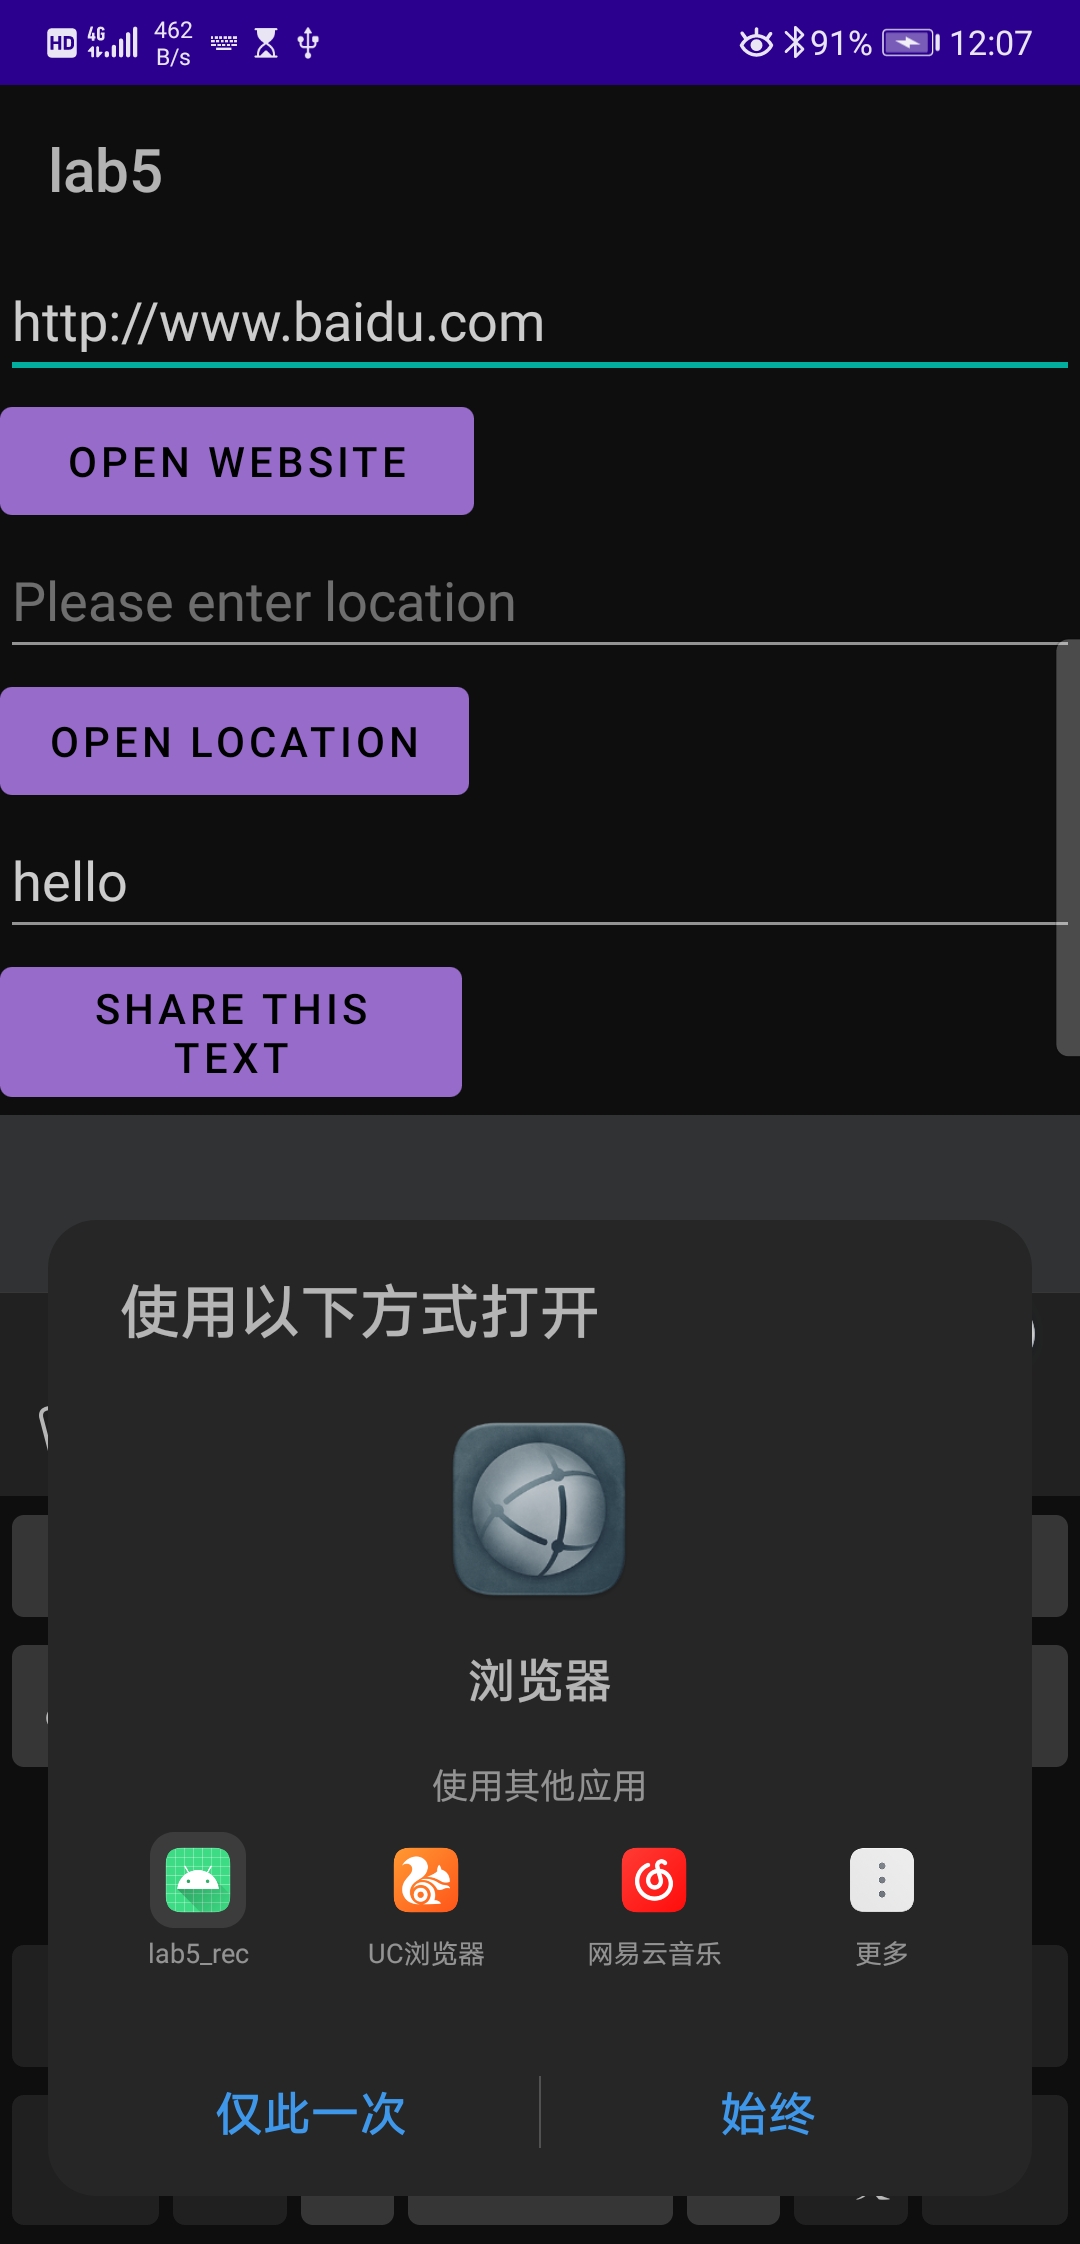 HD 4G 462 B/s 91% 12:07
lab5
http://www.baidu.com
OPEN WEBSITE
Please enter location
OPEN LOCATION
hello
SHARE THIS
TEXT
使用以下方式打开
浏览器
使用其他应用
lab5_rec UC浏览器 网易云音乐 更多
仅此一次 始终